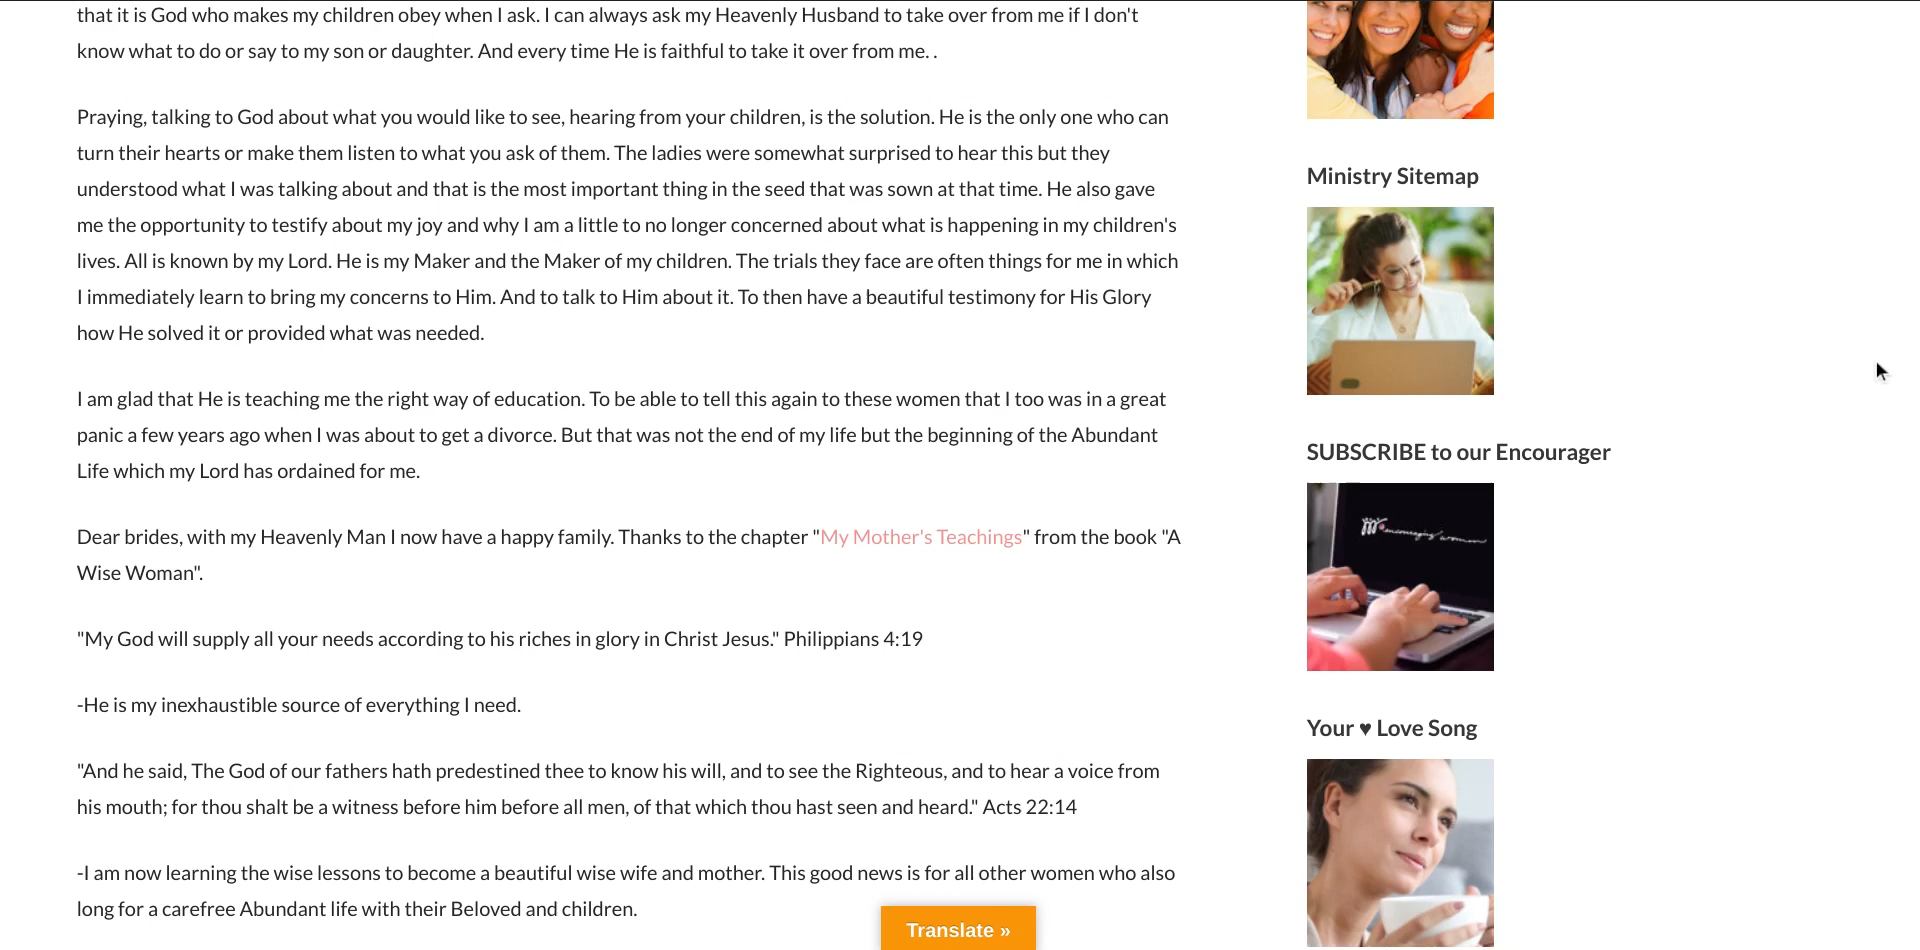 that it is God who makes my children obey when I ask. I can always ask my Heavenly Husband to take over from me if I don't
know what to do or say to my son or daughter. And every time He is faithful to take it over from me. .
Praying, talking to God about what you would like to see, hearing from your children, is the solution. He is the only one who can
turn their hearts or make them listen to what you ask of them. The ladies were somewhat surprised to hear this but they
understood what I was talking about and that is the most important thing in the seed that was sown at that time. He also gave
me the opportunity to testify about my joy and why I am a little to no longer concerned about what is happening in my children's
lives. All is known by my Lord. He is my Maker and the Maker of my children. The trials they face are often things for me in which
I immediately learn to bring my concerns to Him. And to talk to Him about it. To then have a beautiful testimony for His Glory
how He solved it or provided what was needed.
I am glad that He is teaching me the right way of education. To be able to tell this again to these women that I too was in a great
panic a few years ago when I was about to get a divorce. But that was not the end of my life but the beginning of the Abundant
Life which my Lord has ordained for me.
Dear brides, with my Heavenly Man I now have a happy family. Thanks to the chapter "My Mother's Teachings" from the book "A
Wise Woman".
"My God will supply all your needs according to his riches in glory in Christ Jesus." Philippians 4:19
-He is my inexhaustible source of everything I need.
"And he said, The God of our fathers hath predestined thee to know his will, and to see the Righteous, and to hear a voice from
his mouth; for thou shalt be a witness before him before all men, of that which thou hast seen and heard." Acts 22:14
-I am now learning the wise lessons to become a beautiful wise wife and mother. This good news is for all other women who also
long for a carefree Abundant life with their Beloved and children.
Translate »
Ministry Sitemap
SUBSCRIBE to our Encourager
encouraging women
Your ♥ Love Song